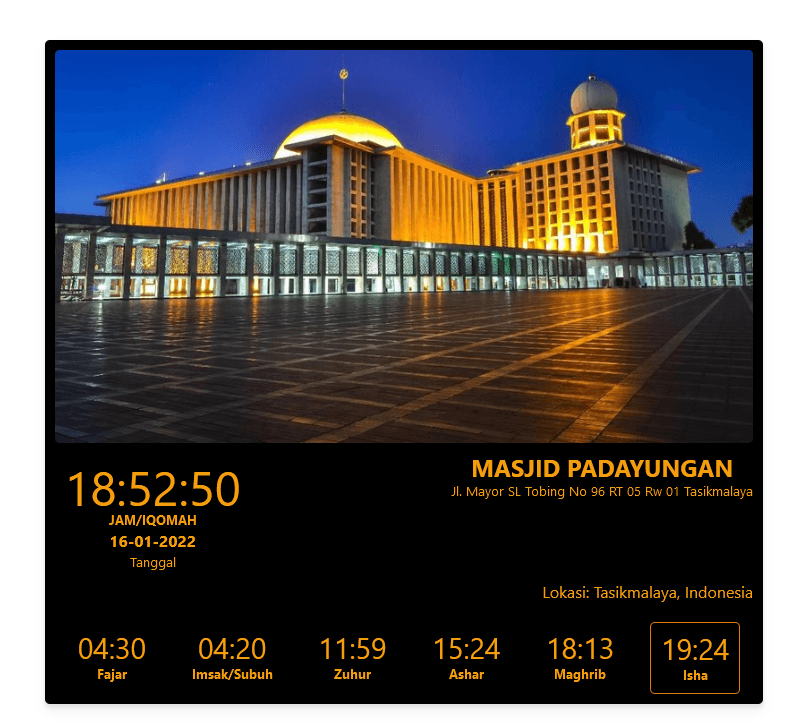 18:52:50
JAM/IQOMAH
16-01-2022
Tanggal
MASJID PADAYUNGAN
Jl. Mayor SL Tobing No 96 RT 05 Rw 01 Tasikmalaya
Lokasi: Tasikmalaya, Indonesia
04:30
Fajar
04:20
Imsak/Subuh
11:59
Zuhur
15:24
Ashar
18:13
Maghrib
19:24
Isha